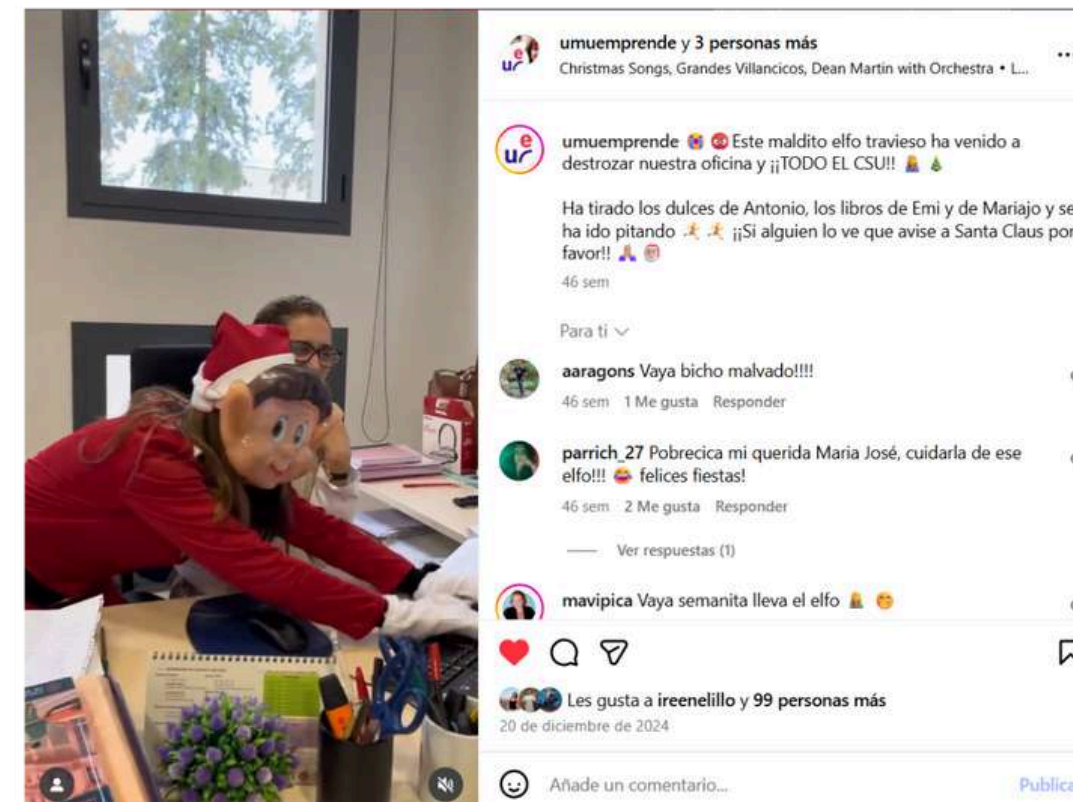 umuemprende y 3 personas más
Christmas Songs, Grandes Villancicos, Dean Martin with Orchestra • L...
umuemprende 😭 😡 Este maldito elfo travieso ha venido a
destrozar nuestra oficina y ¡¡TODO EL CSU!! 🤷‍♀️ 🎄
Ha tirado los dulces de Antonio, los libros de Emi y de Mariajo y se
ha ido pitando 🏃 🏃 ¡¡Si alguien lo ve que avise a Santa Claus por
favor!! 🙏 🎅
46 sem
Para ti
aaragons Vaya bicho malvado!!!!
46 sem 1 Me gusta Responder
parrich_27 Pobrecica mi querida Maria José, cuidarla de ese
elfo!!! 😂 felices fiestas!
46 sem 2 Me gusta Responder
Ver respuestas (1)
mavipica Vaya semanita lleva el elfo 🤷‍♀️ 🤭
Les gusta a ireenelillo y 99 personas más
20 de diciembre de 2024
Añade un comentario...